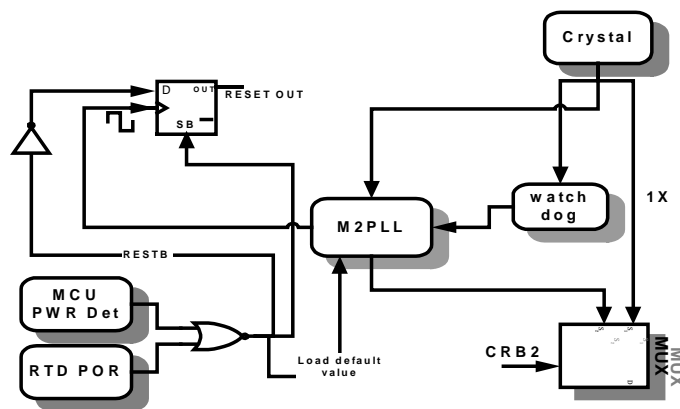 Crystal
D OUT
RESET OUT
SB
watch
dog
1X
M2PLL
RESTB
MCU
PWR Det
RTD POR
Load default
value
CRB2
S
S
D
MUX
MUX